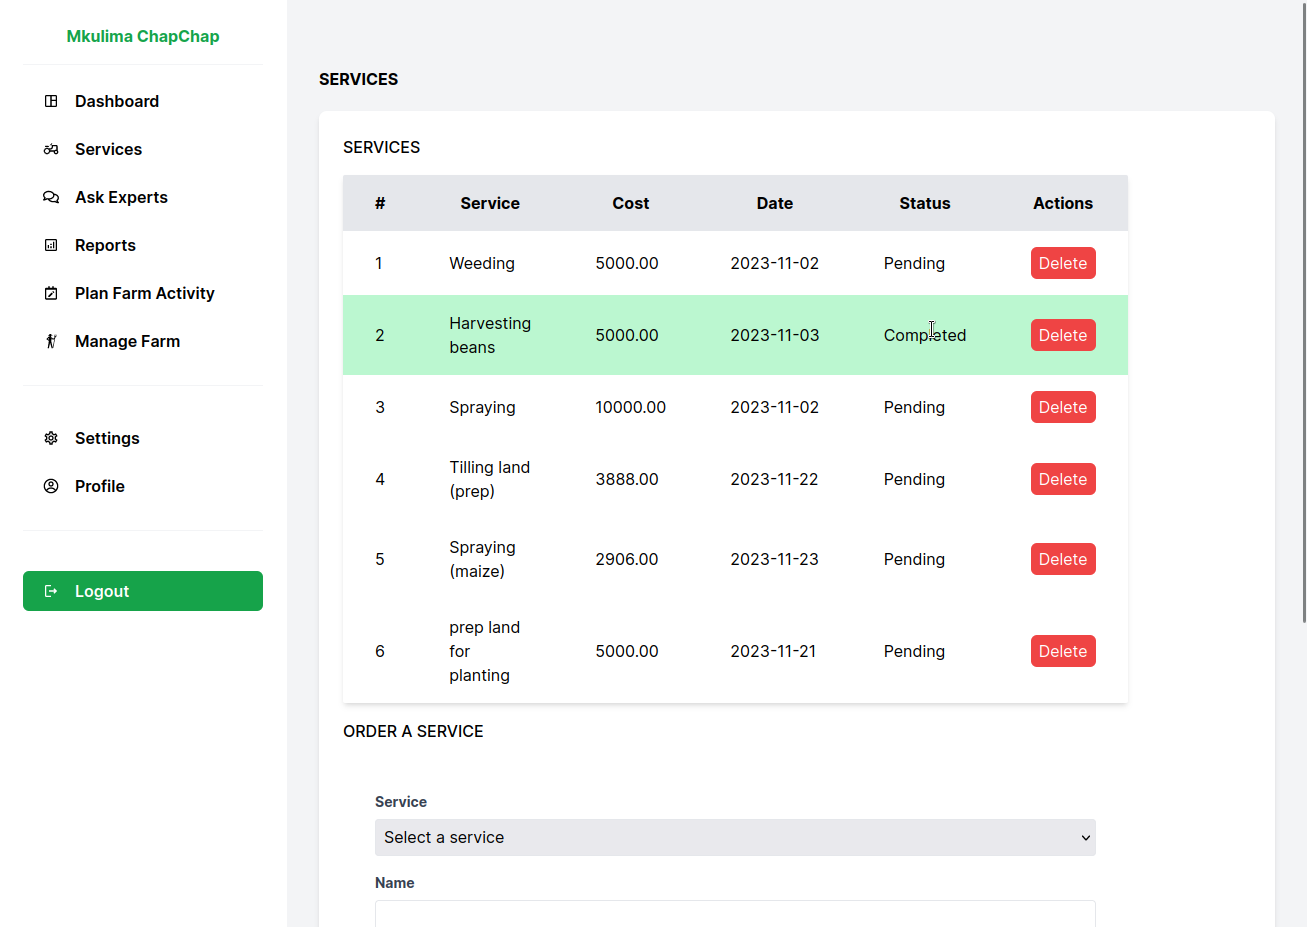 Mkulima ChapChap
Dashboard
Services
Ask Experts
Reports
Plan Farm Activity
Manage Farm
Settings
Profile
Logout
SERVICES
SERVICES
# Service Cost Date Status Actions
1 Weeding 5000.00 2023-11-02 Pending Delete
2 Harvesting beans 5000.00 2023-11-03 Completed Delete
3 Spraying 10000.00 2023-11-02 Pending Delete
4 Tilling land (prep) 3888.00 2023-11-22 Pending Delete
5 Spraying (maize) 2906.00 2023-11-23 Pending Delete
6 prep land for planting 5000.00 2023-11-21 Pending Delete
ORDER A SERVICE
Service
Select a service
Name